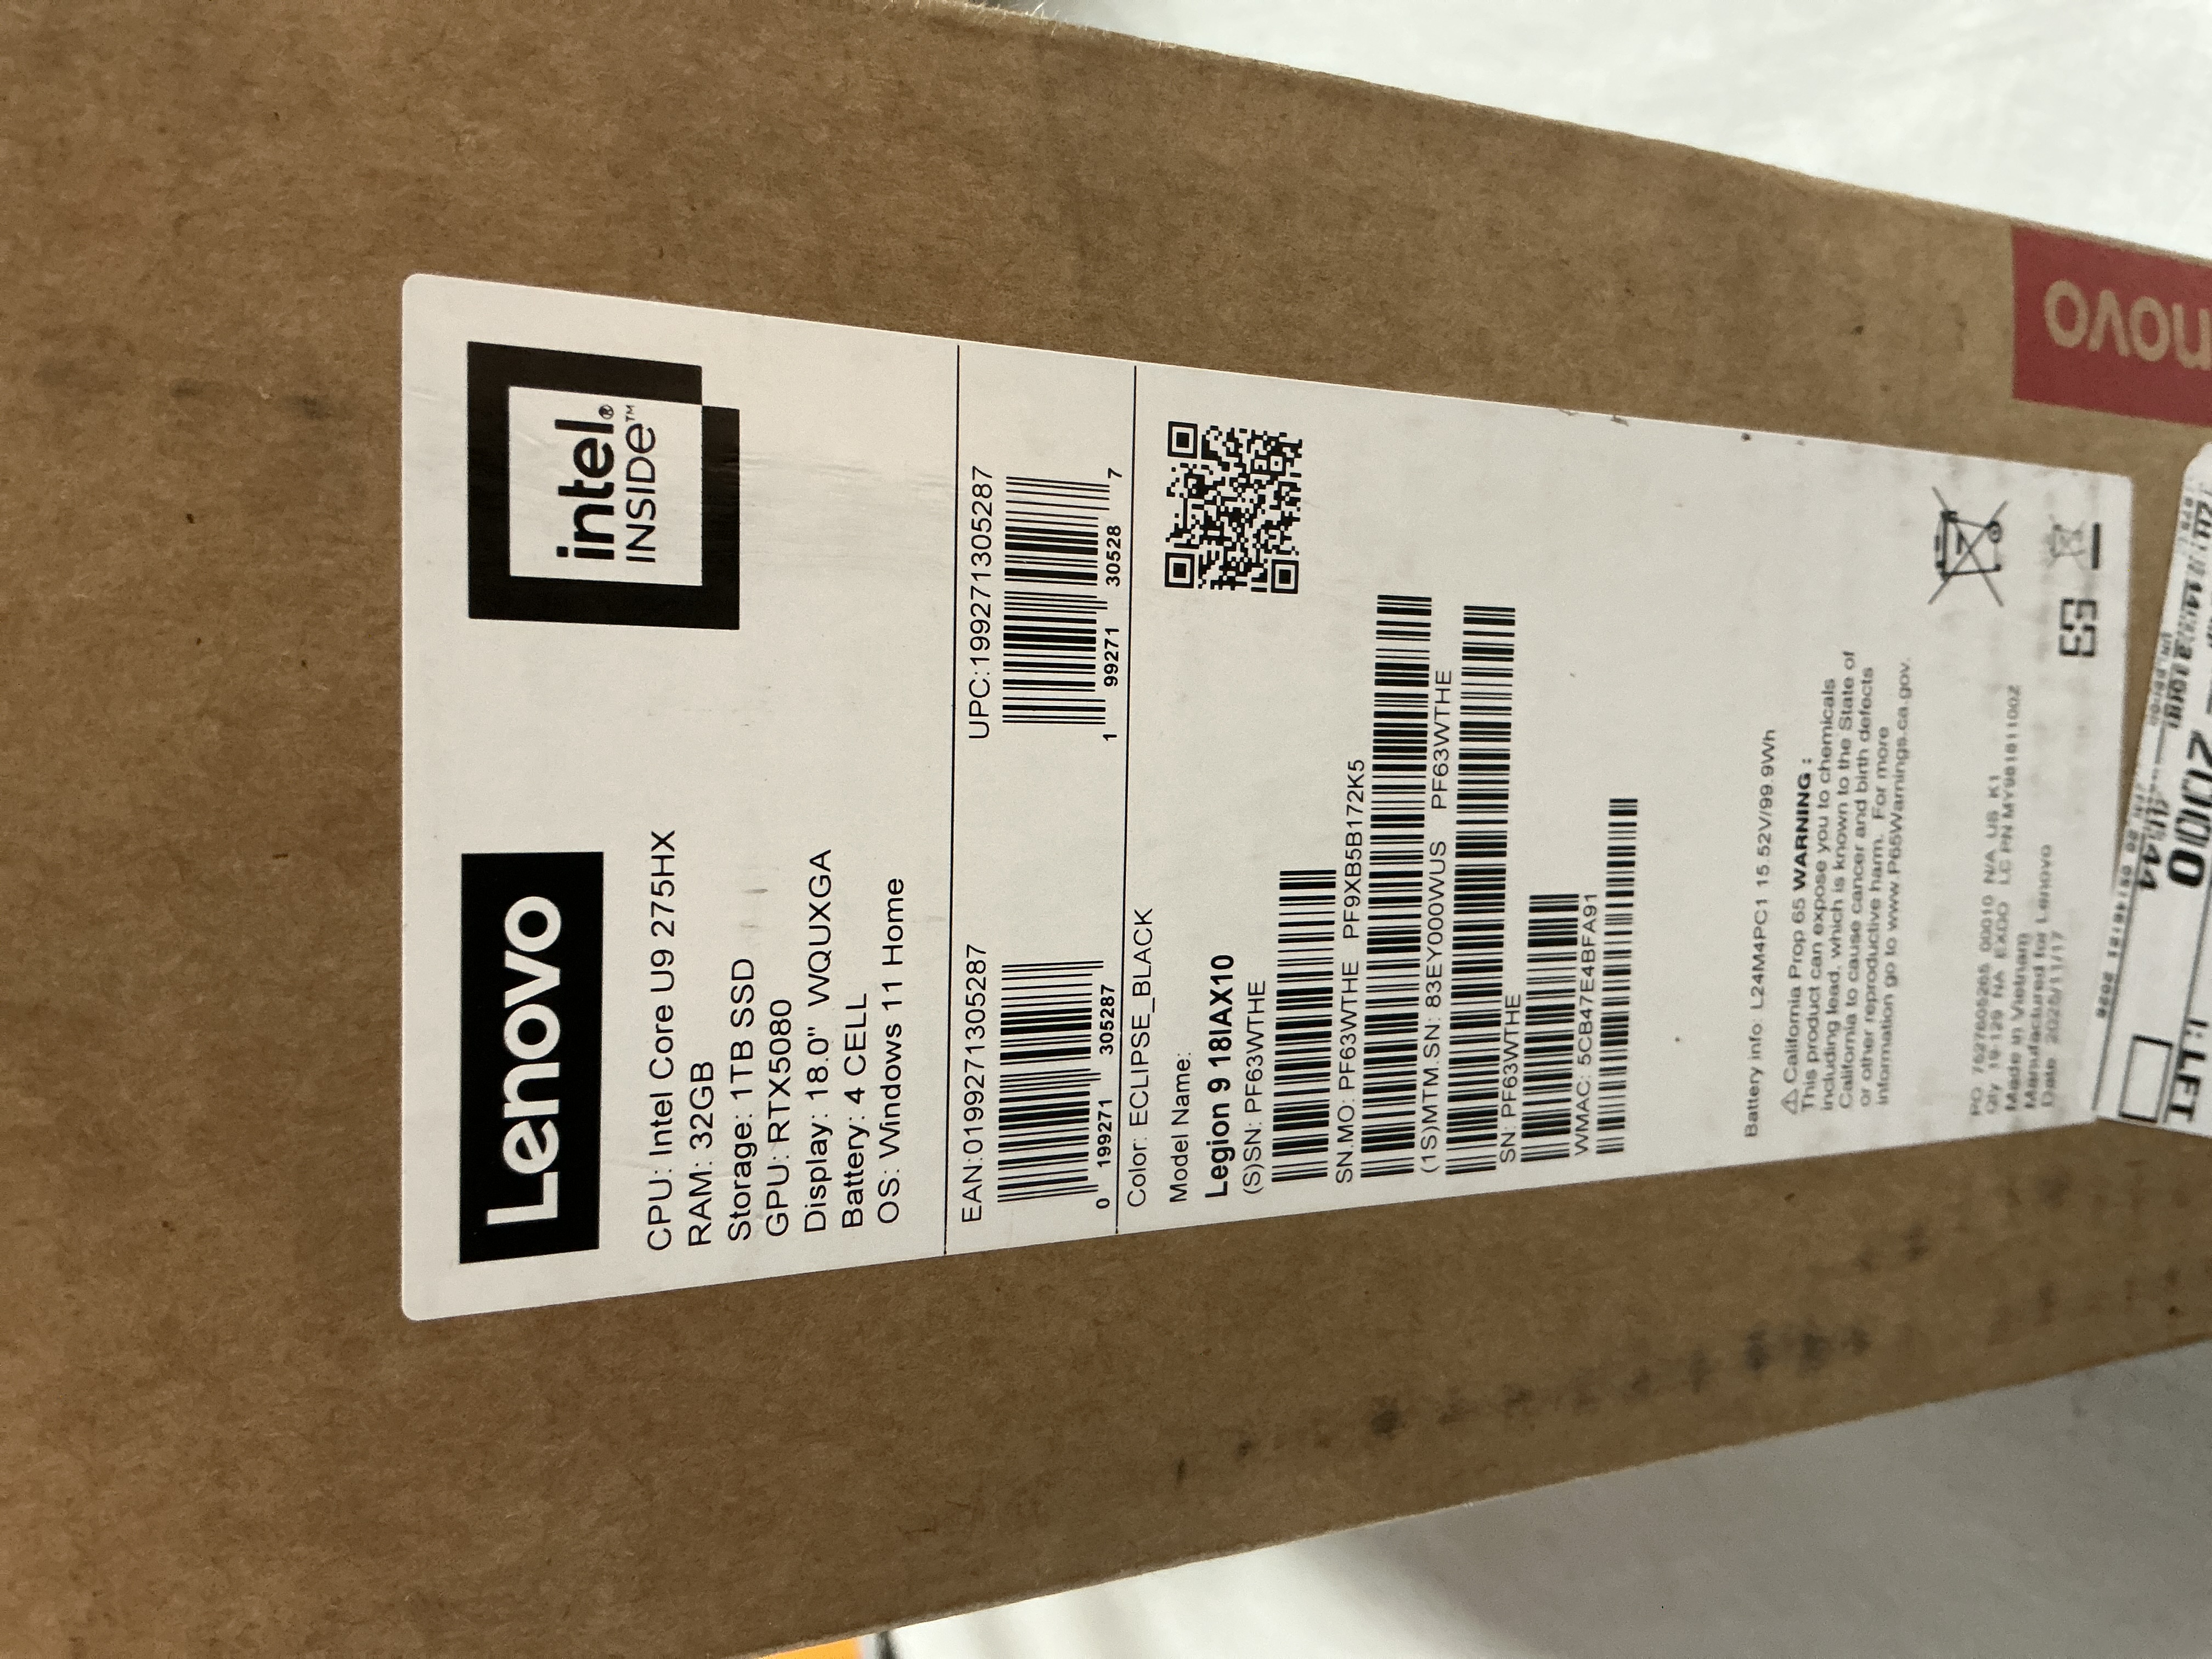 Lenovo
intel®
INSIDE™
CPU: Intel Core U9 275HX
RAM: 32GB
Storage: 1TB SSD
GPU: RTX5080
Display: 18.0" WQUXGA
Battery: 4 CELL
OS: Windows 11 Home
EAN:0199271305287
UPC:199271305287
0 199271 305287
1 99271 30528 7
Color: ECLIPSE_BLACK
Model Name:
Legion 9 18IAX10
(S)SN: PF63WTHE
SN.MO: PF63WTHE PF9XB5B172K5
(1S)MTM.SN: 83EY000WUS PF63WTHE
SN: PF63WTHE
WMAC: 5CB47E4BFA91
Battery info: L24M4PC1 15.52V/99.9Wh
⚠ California Prop 65 WARNING :
This product can expose you to chemicals
including lead, which is known to the State of
California to cause cancer and birth defects
or other reproductive harm. For more
information go to www.P65Warnings.ca.gov.
00010 N/A US K1
Made in Vietnam
Manufactured for Lenovo
Date 2025/11/17
novo
2000
LFT